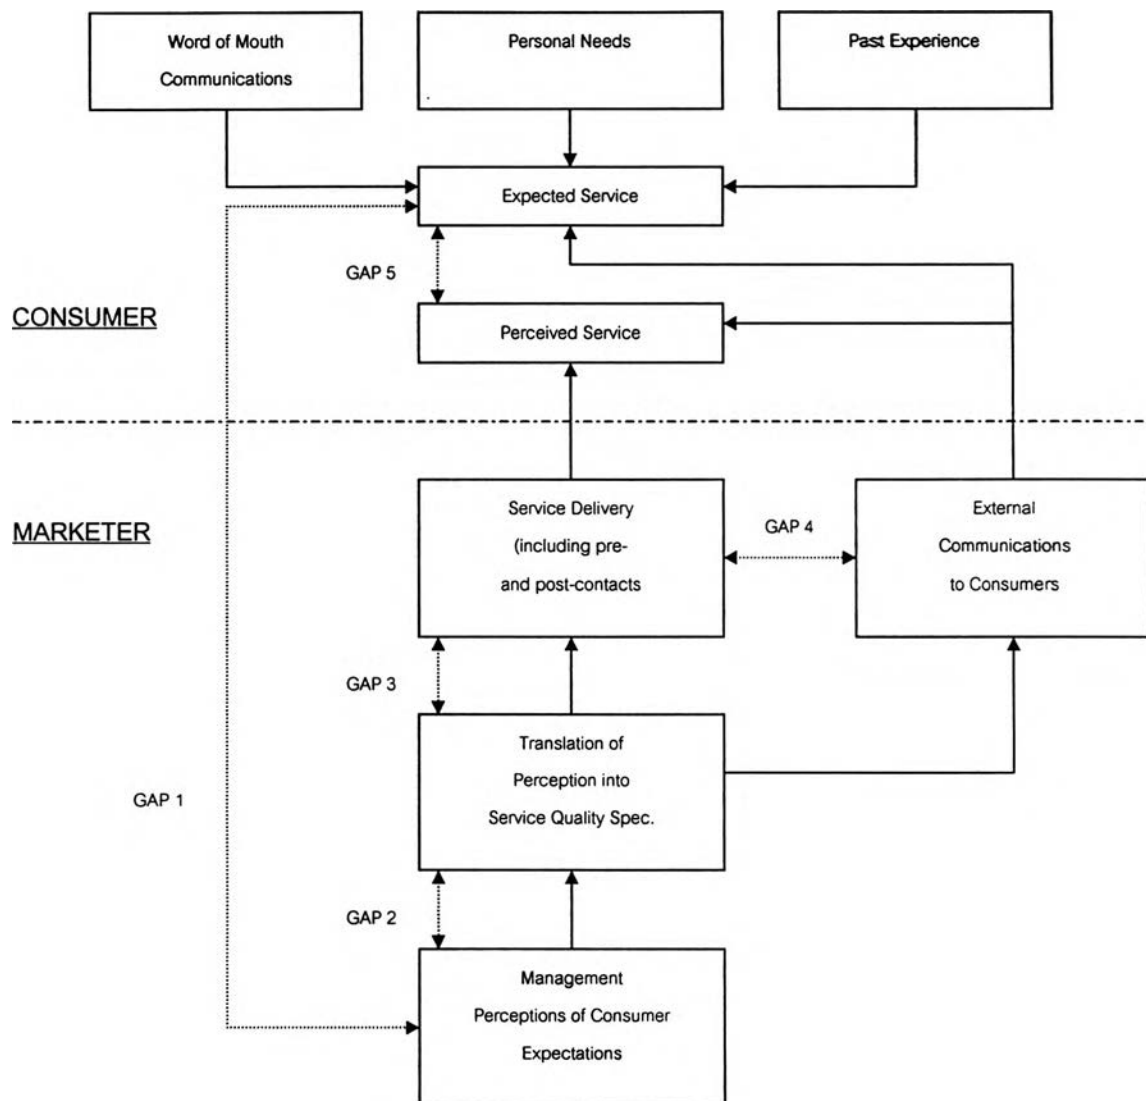 Word of Mouth
Communications
Personal Needs
Past Experience
Expected Service
GAP 5
CONSUMER
Perceived Service
MARKETER
Service Delivery
(including pre-
and post-contacts
GAP 4
External
Communications
to Consumers
GAP 3
Translation of
Perception into
Service Quality Spec.
GAP 1
GAP 2
Management
Perceptions of Consumer
Expectations